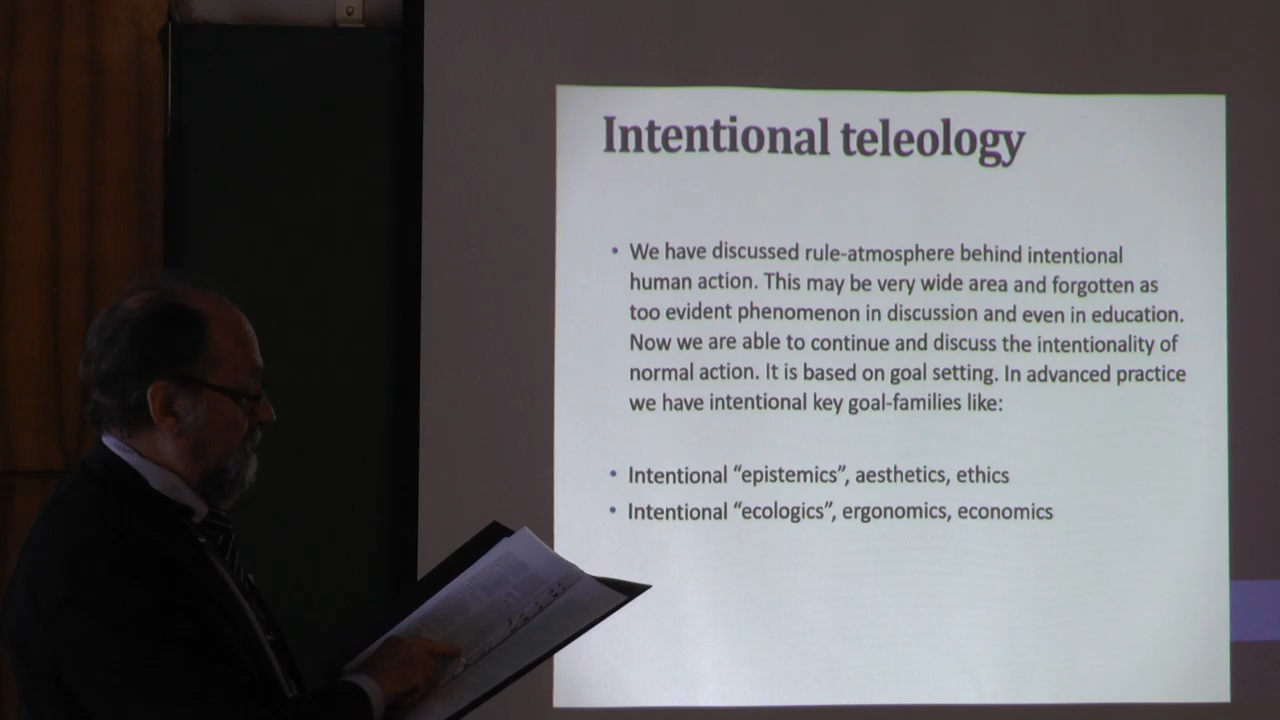 Intentional teleology
• We have discussed rule-atmosphere behind intentional
human action. This may be very wide area and forgotten as
too evident phenomenon in discussion and even in education.
Now we are able to continue and discuss the intentionality of
normal action. It is based on goal setting. In advanced practice
we have intentional key goal-families like:
• Intentional “epistemics”, aesthetics, ethics
• Intentional “ecologics”, ergonomics, economics